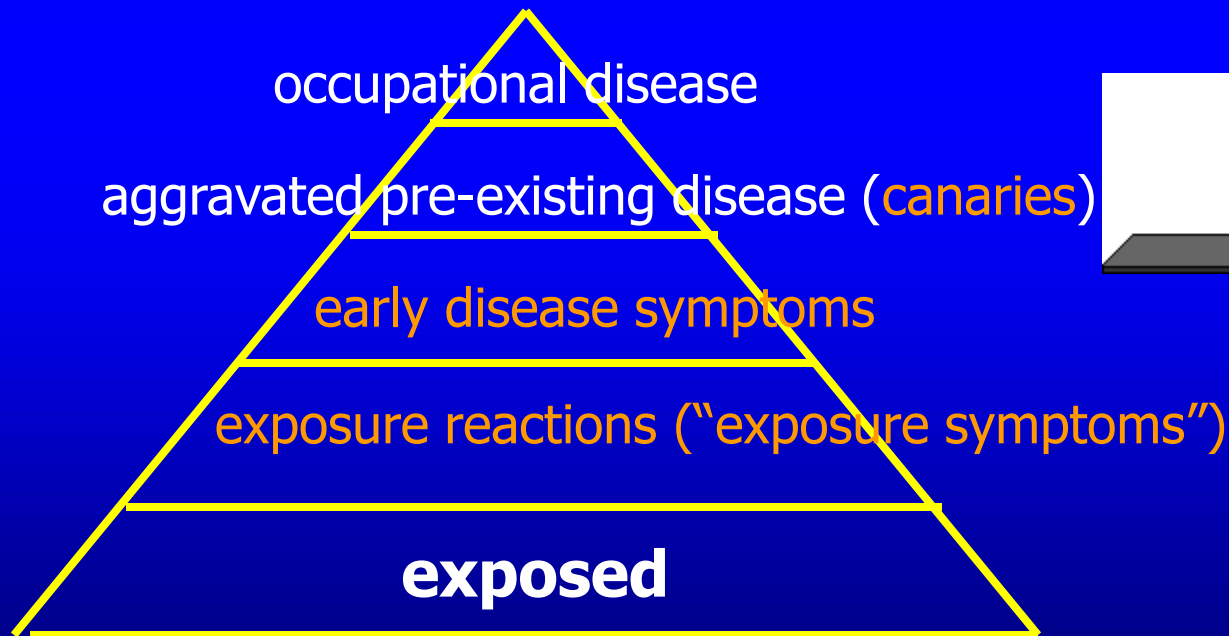 occupational disease
aggravated pre-existing disease (canaries)
early disease symptoms
exposure reactions (“exposure symptoms”)
exposed